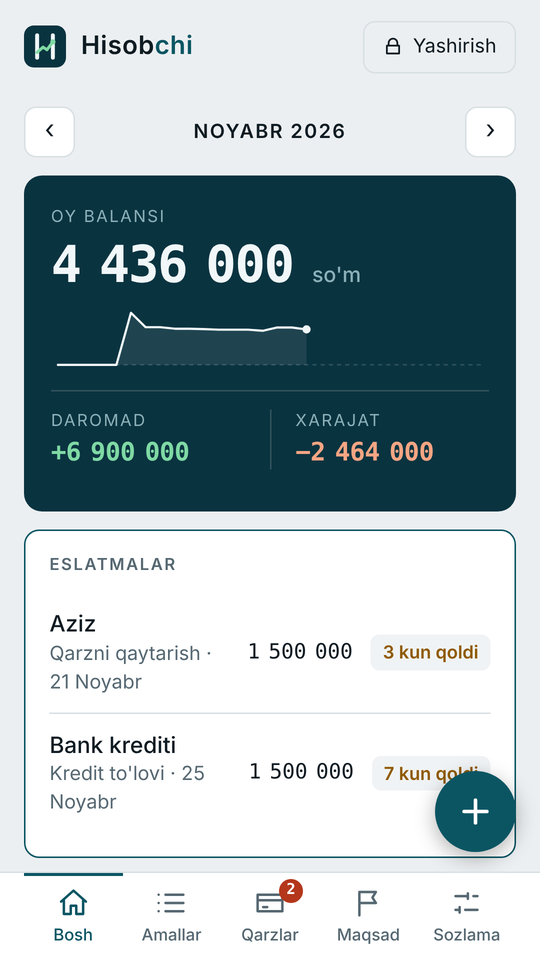 Hisobchi
Yashirish
NOYABR 2026
OY BALANSI
4 436 000 so'm
DAROMAD
+6 900 000
XARAJAT
−2 464 000
ESLATMALAR
Aziz
Qarzni qaytarish ·
21 Noyabr
1 500 000
3 kun qoldi
Bank krediti
Kredit to'lovi · 25
Noyabr
1 500 000
7 kun qoldi
2
Bosh
Amallar
Qarzlar
Maqsad
Sozlama